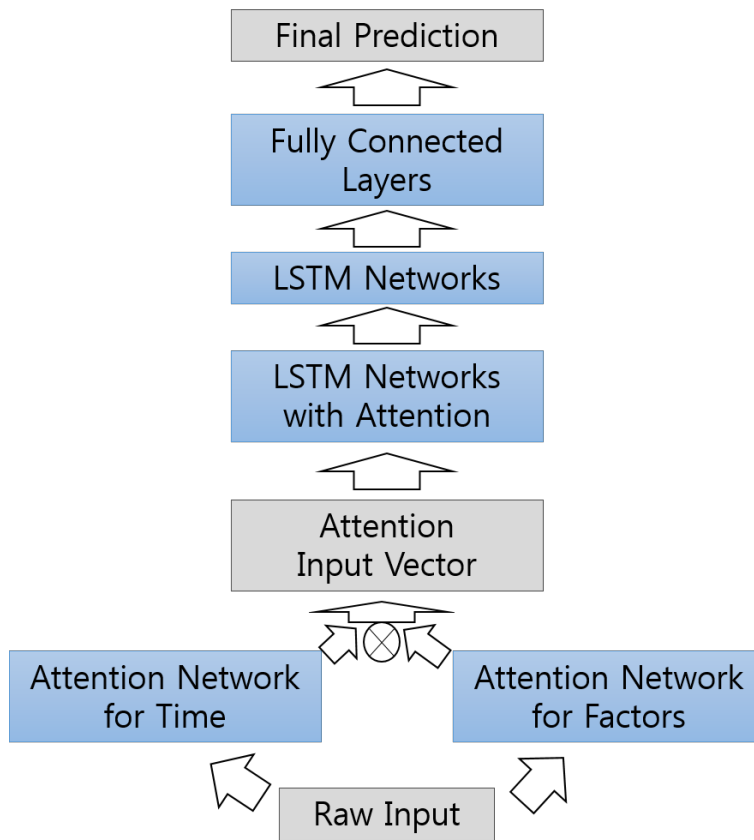 Final Prediction
Fully Connected
Layers
LSTM Networks
LSTM Networks
with Attention
Attention
Input Vector
Attention Network
for Time
Attention Network
for Factors
Raw Input